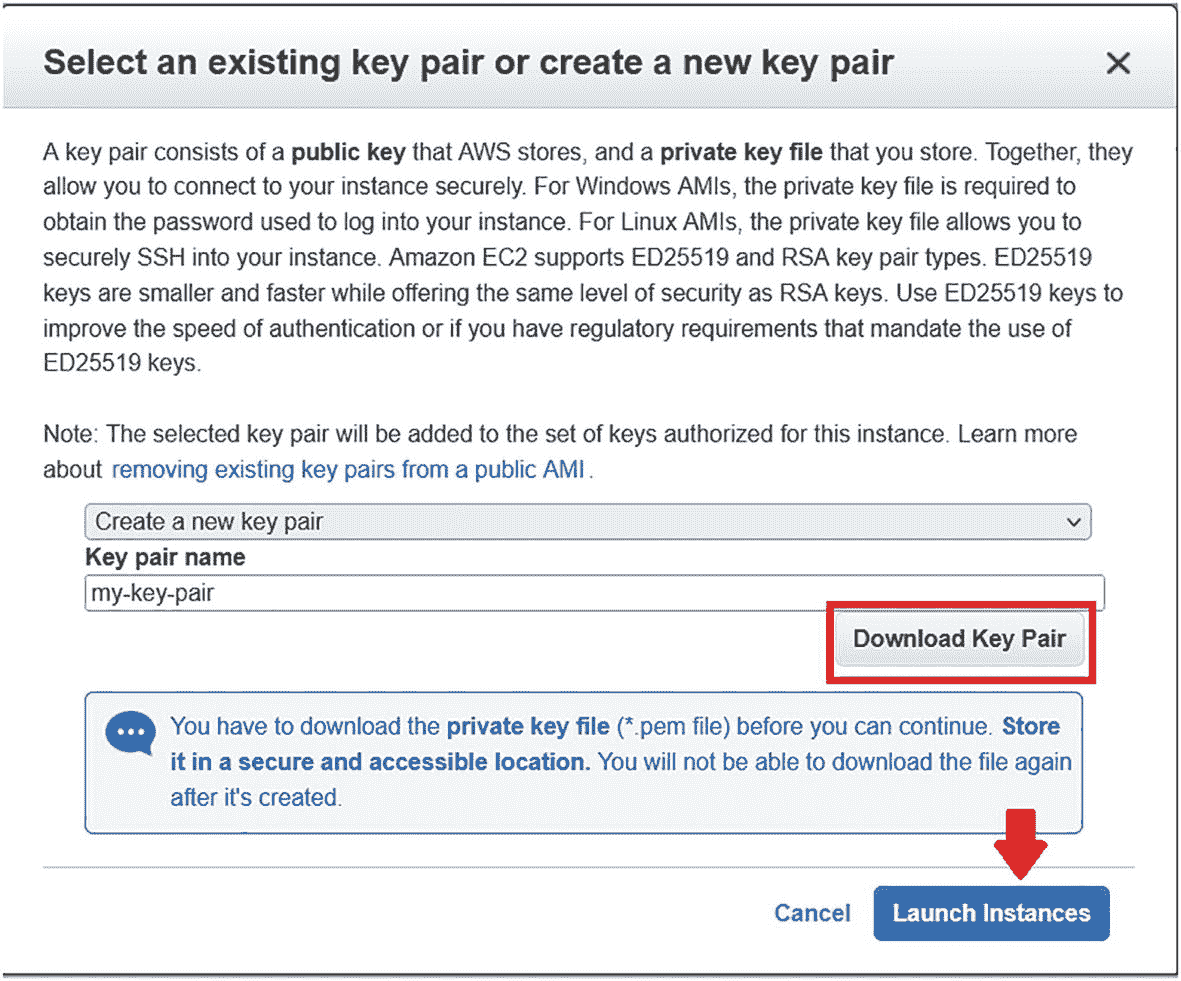 Select an existing key pair or create a new key pair
A key pair consists of a public key that AWS stores, and a private key file that you store. Together, they
allow you to connect to your instance securely. For Windows AMIs, the private key file is required to
obtain the password used to log into your instance. For Linux AMIs, the private key file allows you to
securely SSH into your instance. Amazon EC2 supports ED25519 and RSA key pair types. ED25519
keys are smaller and faster while offering the same level of security as RSA keys. Use ED25519 keys to
improve the speed of authentication or if you have regulatory requirements that mandate the use of
ED25519 keys.
Note: The selected key pair will be added to the set of keys authorized for this instance. Learn more
about removing existing key pairs from a public AMI.
Create a new key pair
Key pair name
my-key-pair
Download Key Pair
You have to download the private key file (*.pem file) before you can continue. Store
it in a secure and accessible location. You will not be able to download the file again
after it's created.
Cancel
Launch Instances